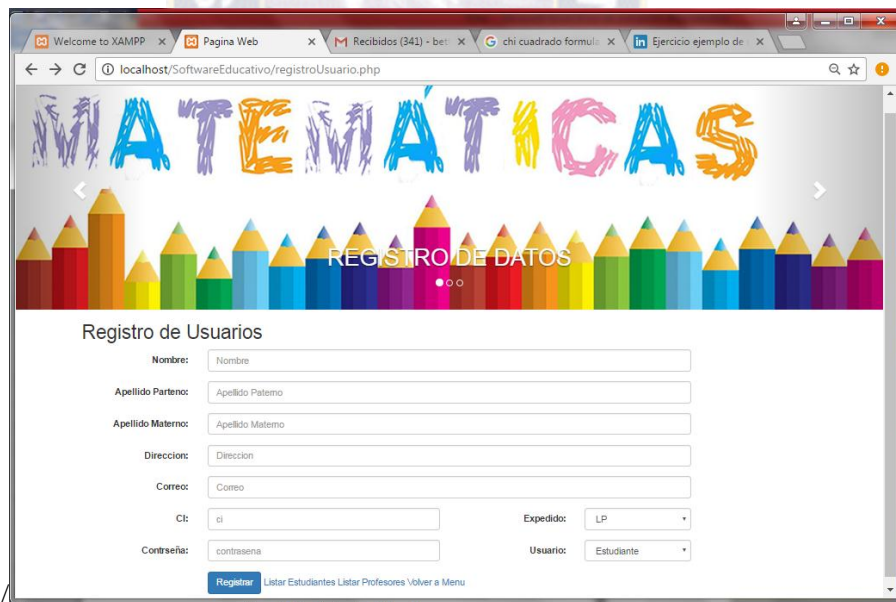 Welcome to XAMPP
Pagina Web
Recibidos (341) - bet
chi cuadrado formula
Ejercicio ejemplo de
localhost/SoftwareEducativo/registroUsuario.php
MATEMÁTICAS
REGISTRO DE DATOS
Registro de Usuarios
Nombre: Nombre
Apellido Parteno: Apellido Paterno
Apellido Materno: Apellido Materno
Direccion: Direccion
Correo: Correo
CI: ci Expedido: LP
Contrseña: contrasena Usuario: Estudiante
Registrar Listar Estudiantes Listar Profesores Volver a Menu
/